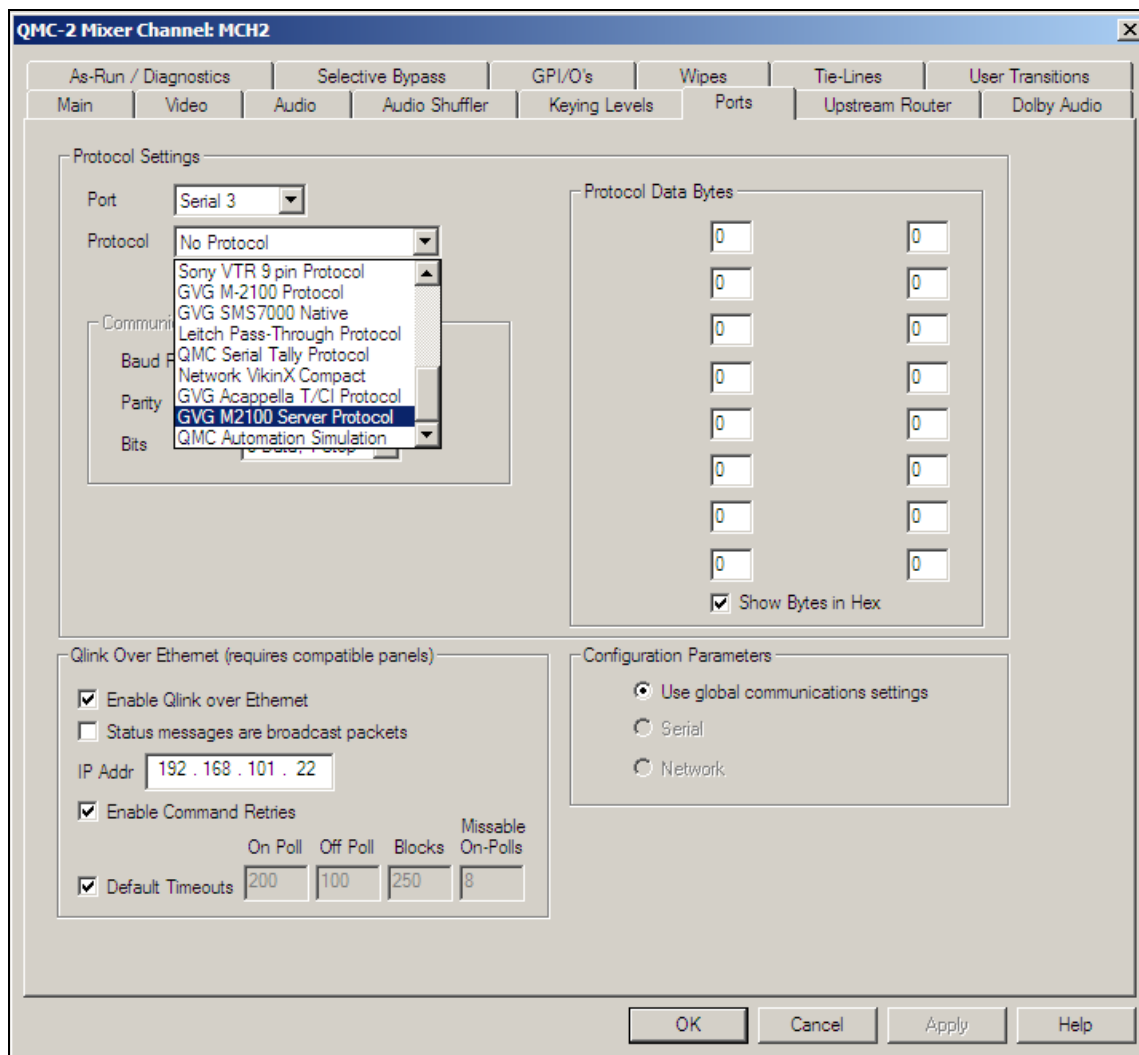 QMC-2 Mixer Channel: MCH2
As-Run / Diagnostics Selective Bypass GPI/O's Wipes Tie-Lines User Transitions
Main Video Audio Audio Shuffler Keying Levels Ports Upstream Router Dolby Audio
Protocol Settings
Port Serial 3
Protocol No Protocol
Sony VTR 9 pin Protocol
GVG M-2100 Protocol
GVG SMS7000 Native
Leitch Pass-Through Protocol
QMC Serial Tally Protocol
Network VikinX Compact
GVG Acappella T/CI Protocol
GVG M2100 Server Protocol
QMC Automation Simulation
Baud
Parity
Bits
Protocol Data Bytes
0 0
0 0
0 0
0 0
0 0
0 0
0 0
0 0
Show Bytes in Hex
Qlink Over Ethernet (requires compatible panels)
Enable Qlink over Ethernet
Status messages are broadcast packets
IP Addr 192 . 168 . 101 . 22
Enable Command Retries
Missable
On Poll Off Poll Blocks On-Polls
Default Timeouts 200 100 250 8
Configuration Parameters
Use global communications settings
Serial
Network
OK Cancel Apply Help